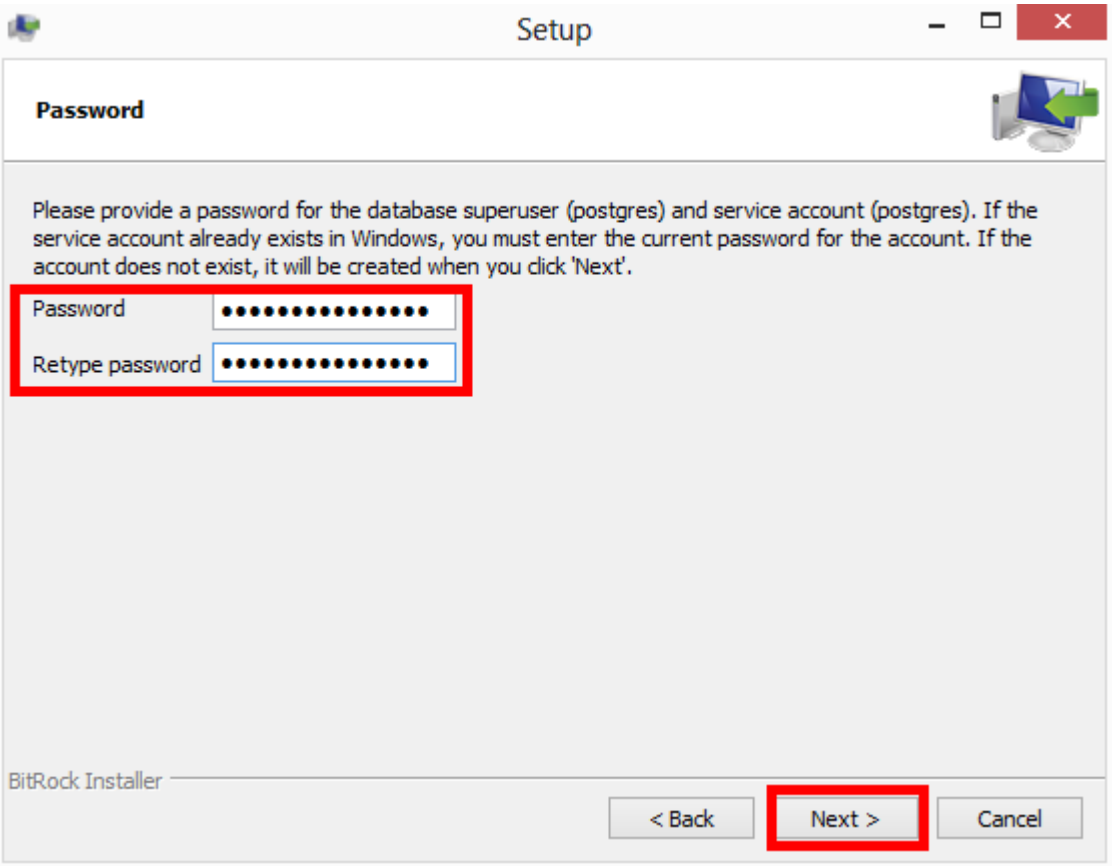 Setup
Password
Please provide a password for the database superuser (postgres) and service account (postgres). If the
service account already exists in Windows, you must enter the current password for the account. If the
account does not exist, it will be created when you click 'Next'.
Password •••••••••••••••
Retype password •••••••••••••••
BitRock Installer
< Back Next > Cancel